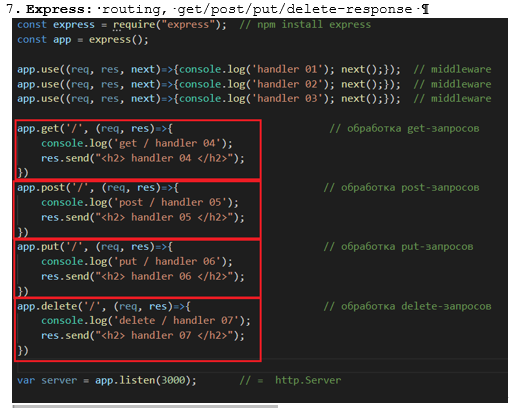 7. Express: routing, get/post/put/delete-response ¶
const express = require("express");  // npm install express
const app = express();
app.use((req, res, next)=>{console.log('handler 01'); next();});  // middleware
app.use((req, res, next)=>{console.log('handler 02'); next();});  // middleware
app.use((req, res, next)=>{console.log('handler 03'); next();});  // middleware
app.get('/', (req, res)=>{ // обработка get-запросов
console.log('get / handler 04');
res.send("<h2> handler 04 </h2>");
})
app.post('/', (req, res)=>{ // обработка post-запросов
console.log('post / handler 05');
res.send("<h2> handler 05 </h2>");
})
app.put('/', (req, res)=>{ // обработка put-запросов
console.log('put / handler 06');
res.send("<h2> handler 06 </h2>");
})
app.delete('/', (req, res)=>{ // обработка delete-запросов
console.log('delete / handler 07');
res.send("<h2> handler 07 </h2>");
})
var server = app.listen(3000); // =  http.Server